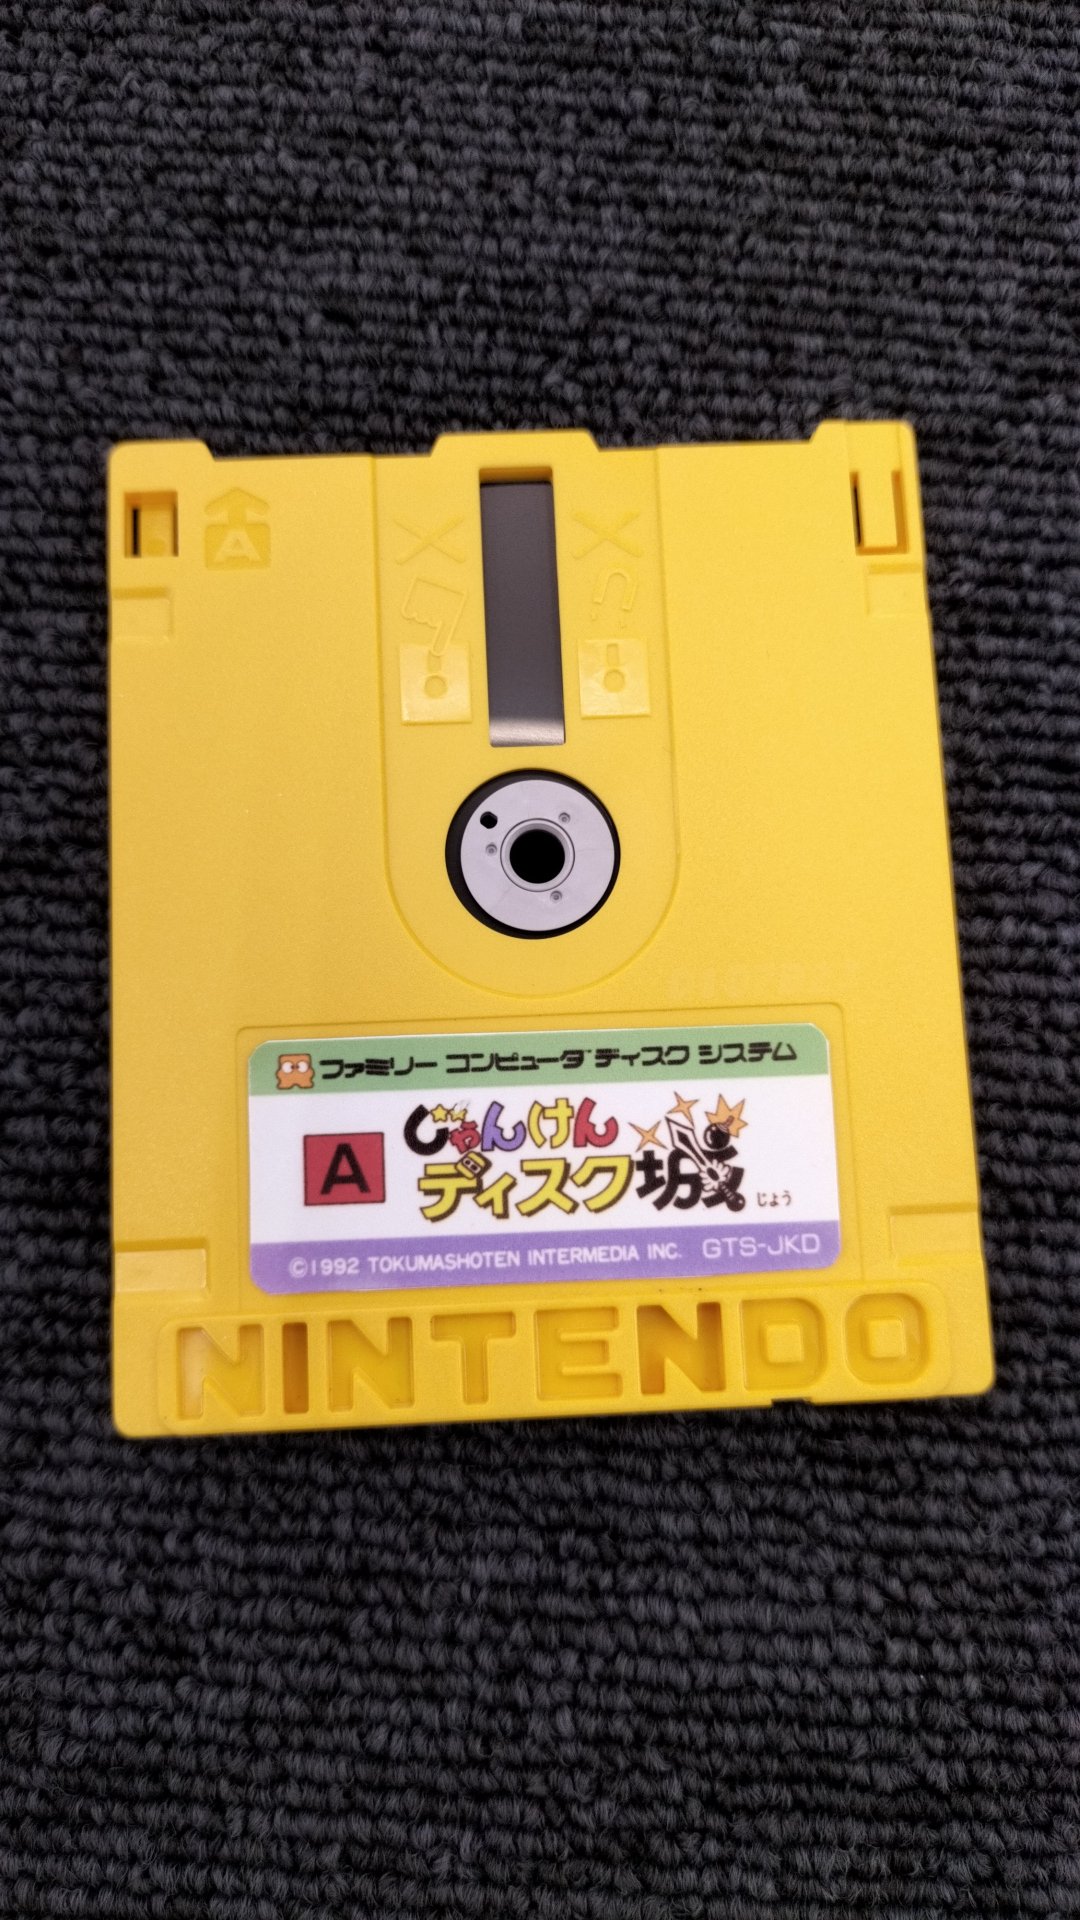 A
ファミリー コンピュータ ディスク システム
A
じゃんけん
ディスク城
じょう
©1992 TOKUMASHOTEN INTERMEDIA INC. GTS-JKD
NINTENDO